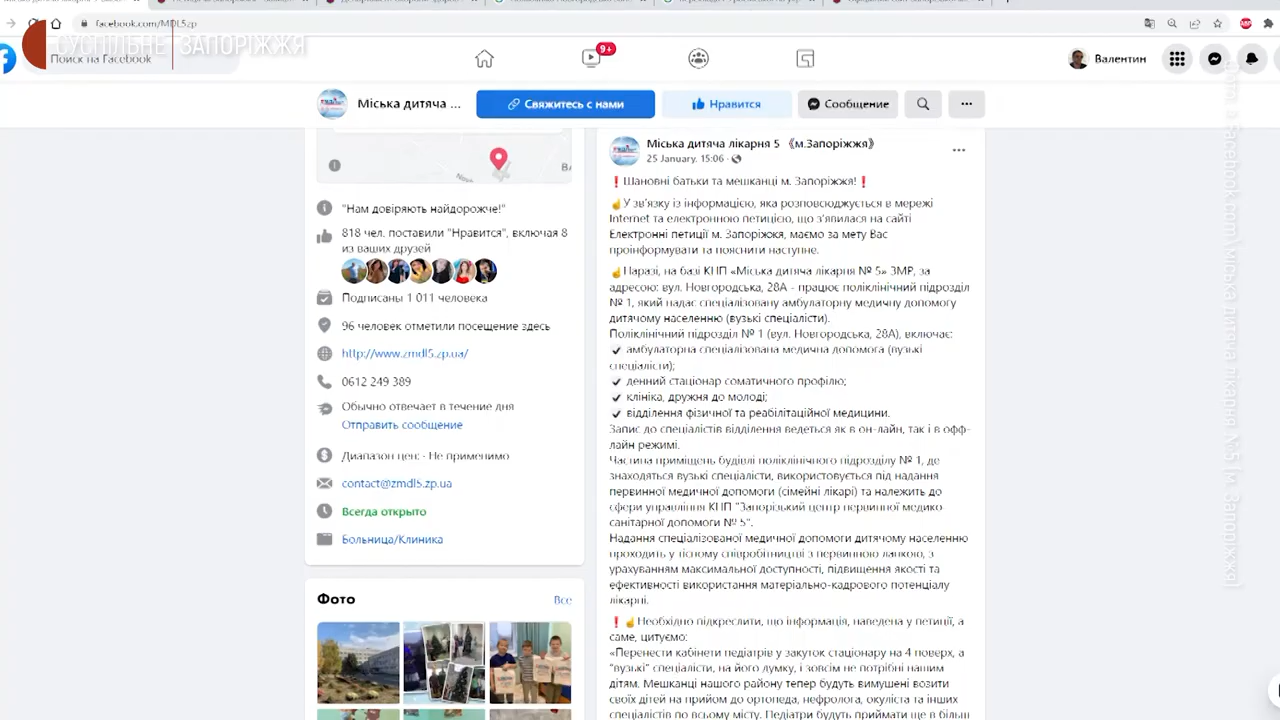 facebook.com/MDL5zp
СУСПІЛЬНЕ ЗАПОРІЖЖЯ
Поиск на Facebook
9+
Валентин
Міська дитяча ...
Свяжитесь с нами
Нравится
Сообщение
"Нам довіряють найдорожче!"
818 чел. поставили "Нравится", включая 8
из ваших друзей
Подписаны 1 011 человека
96 человек отметили посещение здесь
http://www.zmdl5.zp.ua/
0612 249 389
Обычно отвечает в течение дня
Отправить сообщение
Диапазон цен: · Не применимо
contact@zmdl5.zp.ua
Всегда открыто
Больница/Клиника
Фото
Все
Міська дитяча лікарня 5 《м.Запоріжжя》
25 January, 15:06 ·
❗Шановні батьки та мешканці м. Запоріжжя!❗
☝У зв'язку із інформацією, яка розповсюджується в мережі
Internet та електронною петицією, що з'явилася на сайті
Електронні петиції м. Запоріжжя, маємо за мету Вас
проінформувати та пояснити наступне.
☝Наразі, на базі КНП «Міська дитяча лікарня № 5» ЗМР, за
адресою: вул. Новгородська, 28А - працює поліклінічний підрозділ
№ 1, який надає спеціалізовану амбулаторну медичну допомогу
дитячому населенню (вузькі спеціалісти).
Поліклінічний підрозділ № 1 (вул. Новгородська, 28А), включає:
✔ амбулаторна спеціалізована медична допомога (вузькі
спеціалісти);
✔ денний стаціонар соматичного профілю;
✔ клініка, дружня до молоді;
✔ відділення фізичної та реабілітаційної медицини.
Запис до спеціалістів відділення ведеться як в он-лайн, так і в офф-
лайн режимі.
Частина приміщень будівлі поліклінічного підрозділу № 1, де
знаходяться вузькі спеціалісти, використовується під надання
первинної медичної допомоги (сімейні лікарі) та належить до
сфери управління КНП "Запорізький центр первинної медико-
санітарної допомоги № 5".
Надання спеціалізованої медичної допомоги дитячому населенню
проходить у тісному співробітництві з первинною ланкою, з
урахуванням максимальної доступності, підвищення якості та
ефективності використання матеріально-кадрового потенціалу
лікарні.
❗☝Необхідно підкреслити, що інформація, наведена у петиції, а
саме, цитуємо:
«Перенести кабінети педіатрів у закуток стаціонару на 4 поверх, а
"вузькі" спеціалісти, на його думку, і зовсім не потрібні нашим
дітям. Мешканці нашого району тепер будуть вимушені возити
своїх дітей на прийом до ортопеда, нефролога, окуліста та інших
спеціалістів по всьому місту. Педіатри будуть приймати ще в більш